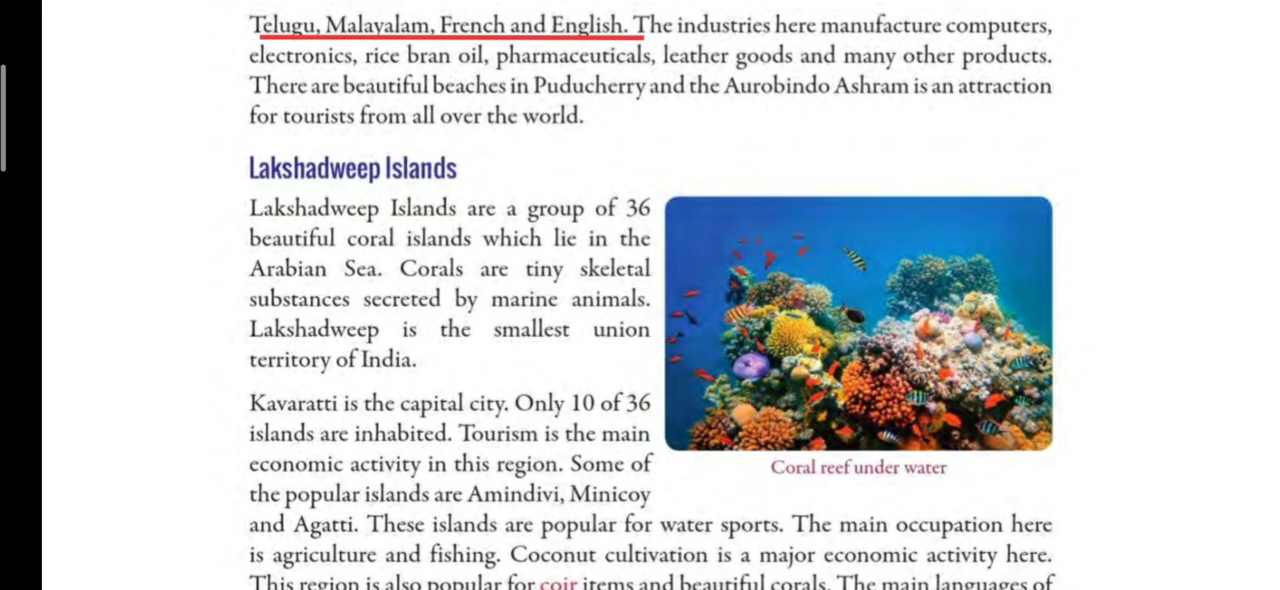 Telugu, Malayalam, French and English. The industries here manufacture computers,
electronics, rice bran oil, pharmaceuticals, leather goods and many other products.
There are beautiful beaches in Puducherry and the Aurobindo Ashram is an attraction
for tourists from all over the world.
Lakshadweep Islands
Lakshadweep Islands are a group of 36
beautiful coral islands which lie in the
Arabian Sea. Corals are tiny skeletal
substances secreted by marine animals.
Lakshadweep is the smallest union
territory of India.
Kavaratti is the capital city. Only 10 of 36
islands are inhabited. Tourism is the main
economic activity in this region. Some of
the popular islands are Amindivi, Minicoy
Coral reef under water
and Agatti. These islands are popular for water sports. The main occupation here
is agriculture and fishing. Coconut cultivation is a major economic activity here.
This region is also popular for coir items and beautiful corals. The main languages of